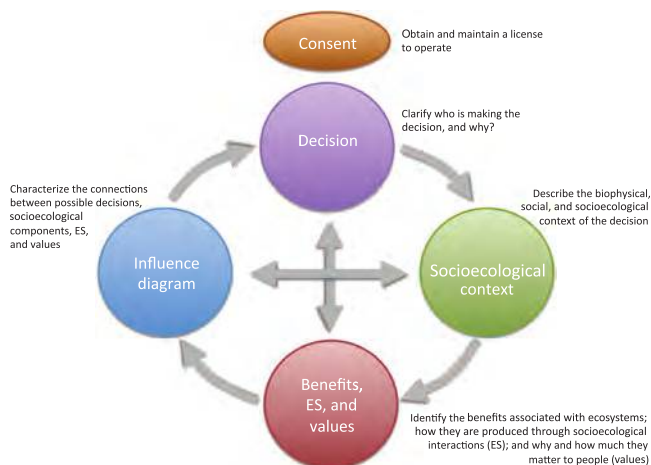 Consent
Obtain and maintain a license
to operate
Decision
Clarify who is making the
decision, and why?
Characterize the connections
between possible decisions,
socioecological
components, ES,
and values
Describe the biophysical,
social, and socioecological
context of the decision
Influence
diagram
Socioecological
context
Benefits,
ES, and
values
Identify the benefits associated with ecosystems;
how they are produced through socioecological
interactions (ES); and why and how much they
matter to people (values)